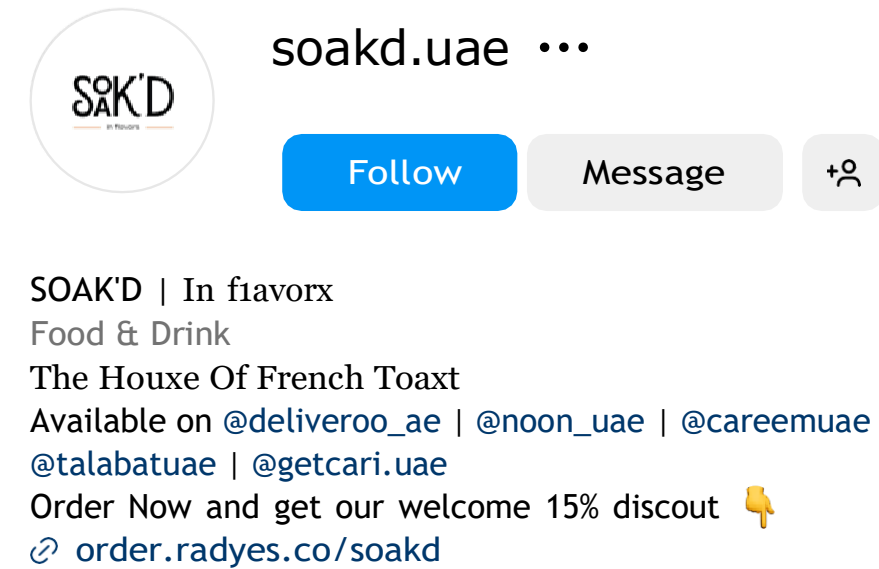 SOAK'D
in flavors
soakd.uae
Follow
Message
SOAK'D | In f1avorx
Food & Drink
The Houxe Of French Toaxt
Available on @deliveroo_ae | @noon_uae | @careemuae
@talabatuae | @getcari.uae
Order Now and get our welcome 15% discout 👇
order.radyes.co/soakd